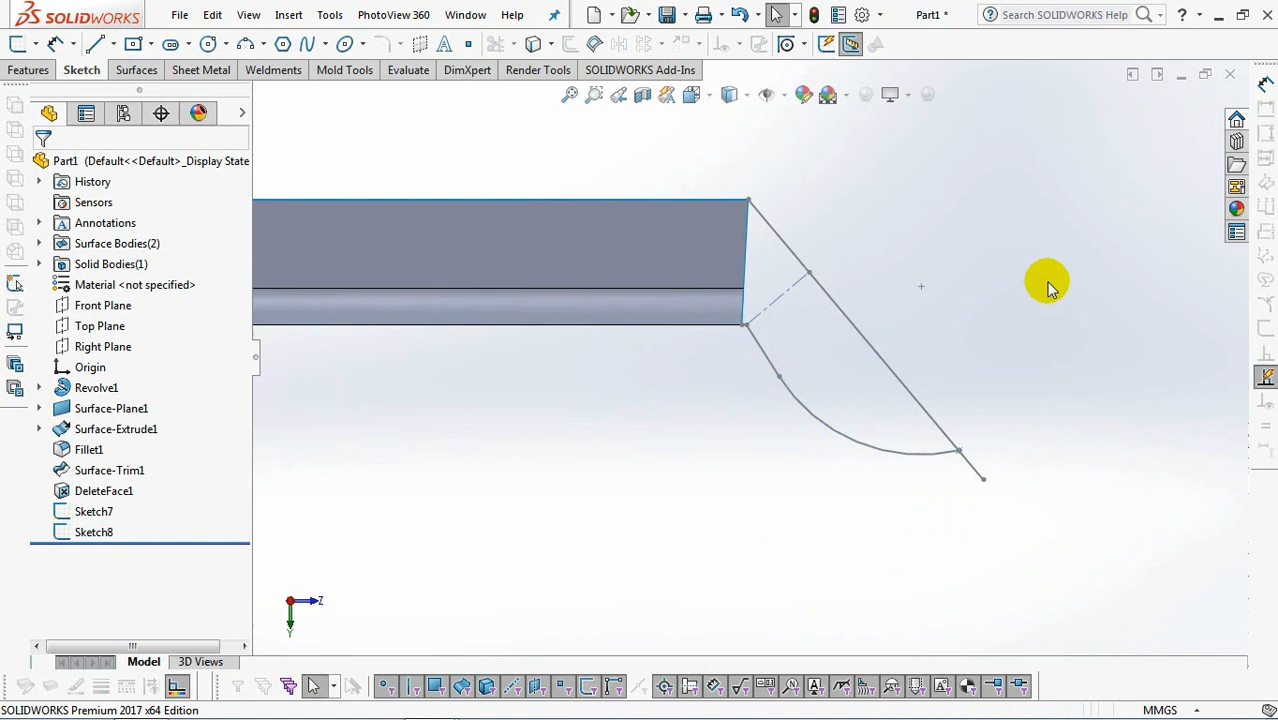 SOLIDWORKS File Edit View Insert Tools PhotoView 360 Window Help Part1 * Search SOLIDWORKS Help ?
Features Sketch Surfaces Sheet Metal Weldments Mold Tools Evaluate DimXpert Render Tools SOLIDWORKS Add-Ins
Part1 (Default<<Default>_Display State
History
Sensors
Annotations
Surface Bodies(2)
Solid Bodies(1)
Material <not specified>
Front Plane
Top Plane
Right Plane
Origin
Revolve1
Surface-Plane1
Surface-Extrude1
Fillet1
Surface-Trim1
DeleteFace1
Sketch7
Sketch8
Z
Y
Model 3D Views
SOLIDWORKS Premium 2017 x64 Edition MMGS